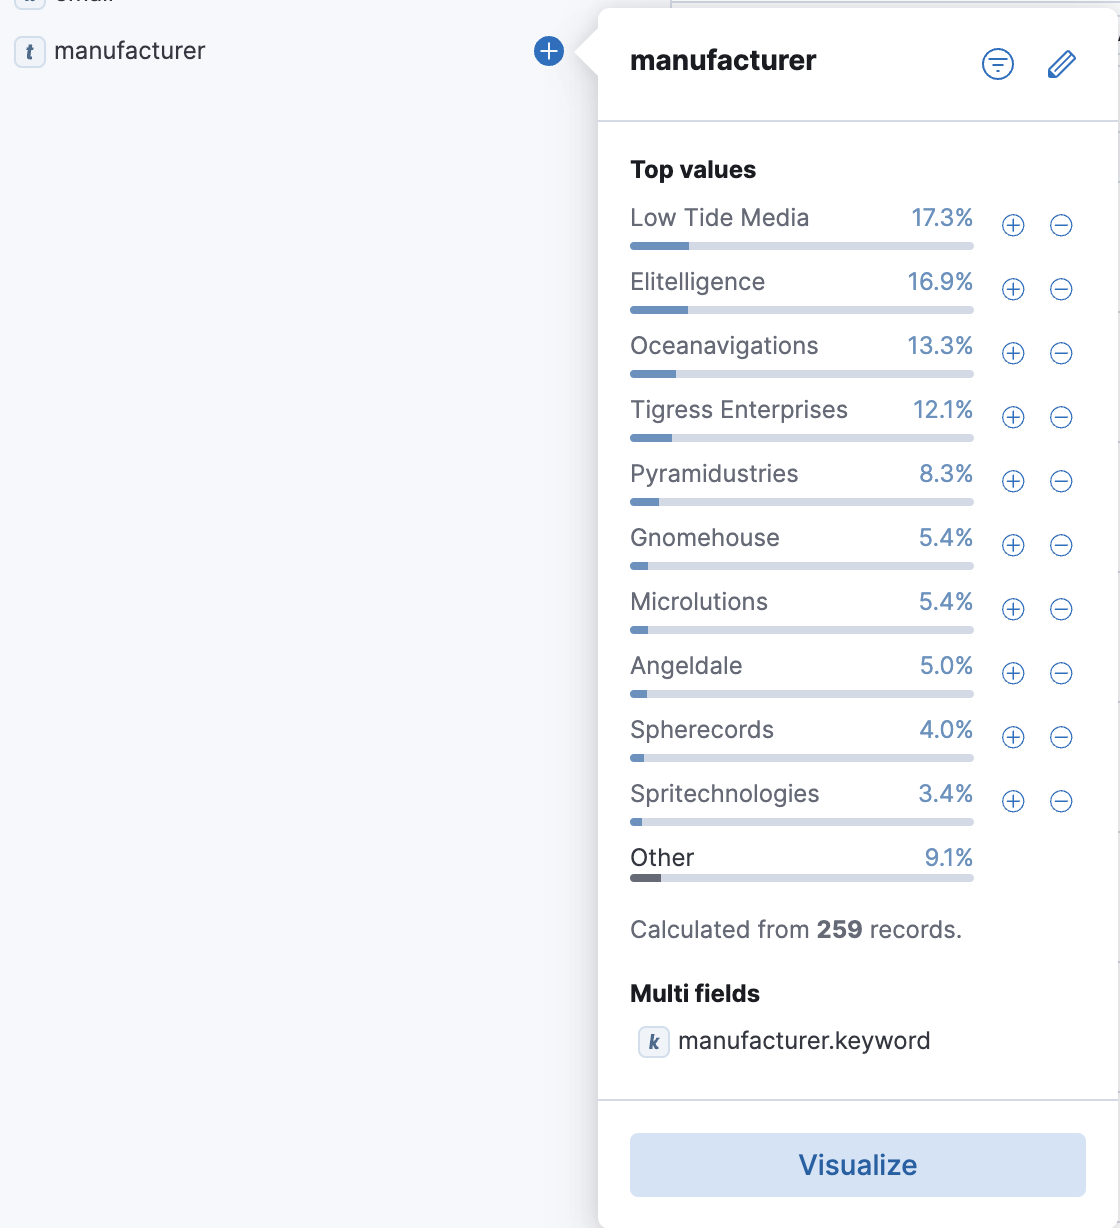 t manufacturer
manufacturer
Top values
Low Tide Media 17.3%
Elitelligence 16.9%
Oceanavigations 13.3%
Tigress Enterprises 12.1%
Pyramidustries 8.3%
Gnomehouse 5.4%
Microlutions 5.4%
Angeldale 5.0%
Spherecords 4.0%
Spritechnologies 3.4%
Other 9.1%
Calculated from 259 records.
Multi fields
k manufacturer.keyword
Visualize